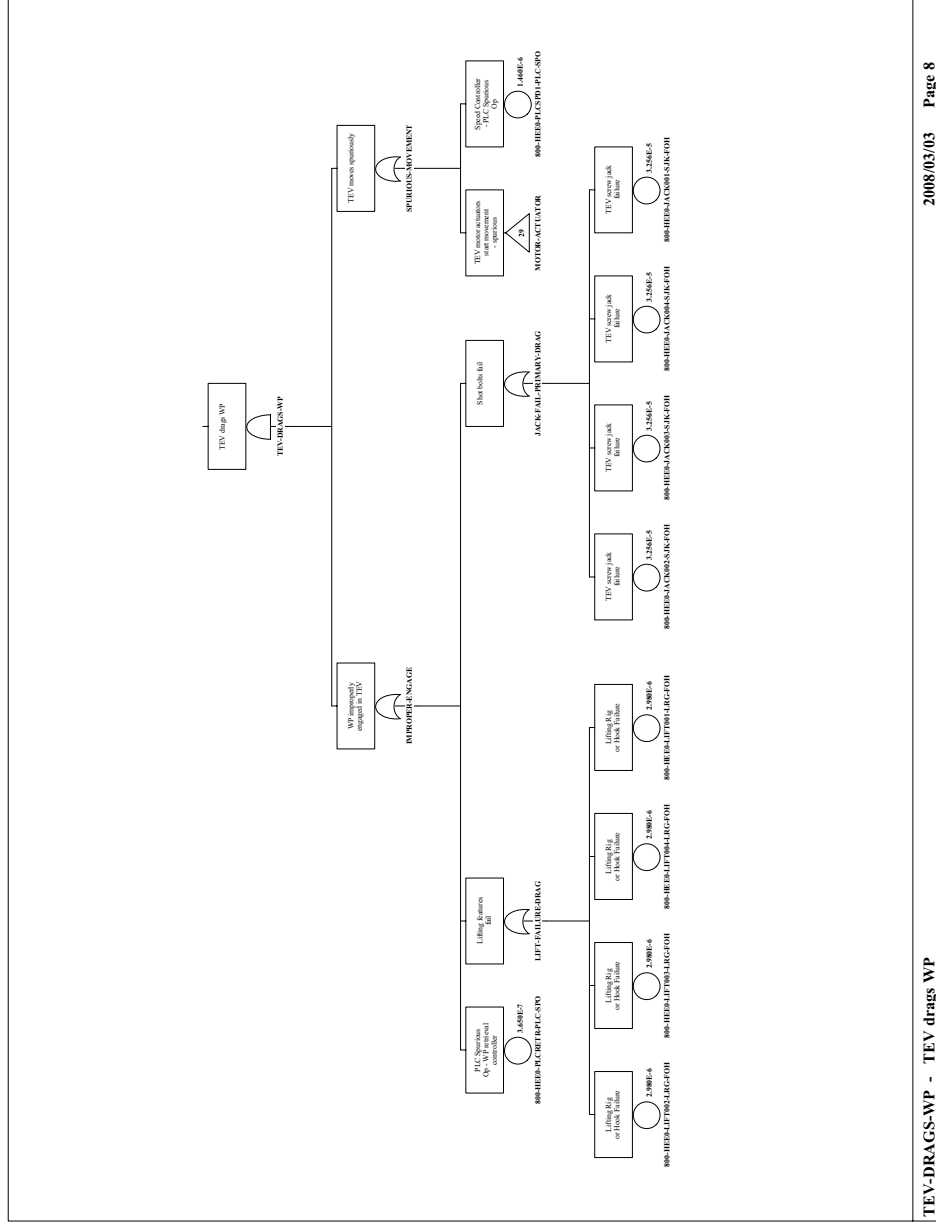 TEV drags WP
TEV-DRAGS-WP
WP improperly
engaged in TEV
IMPROPER-ENGAGE
TEV moves spuriously
SPURIOUS-MOVEMENT
PLC Spurious
Op - WP retrieval
controller
3.650E-7
800-HEE0-PLCRETR-PLC-SPO
Lifting features
fail
LIFT-FAILURE-DRAG
Shot bolts fail
JACK-FAIL-PRIMARY-DRAG
TEV motor actuators
start movement
- spurious
29
MOTOR-ACTUATOR
Speed Controller
- PLC Spurious
Op
1.460E-6
800-HEE0-PLCSPD1-PLC-SPO
Lifting Rig
or Hook Failure
2.980E-6
800-HEE0-LIFT002-LRG-FOH
Lifting Rig
or Hook Failure
2.980E-6
800-HEE0-LIFT003-LRG-FOH
Lifting Rig
or Hook Failure
2.980E-6
800-HEE0-LIFT004-LRG-FOH
Lifting Rig
or Hook Failure
2.980E-6
800-HEE0-LIFT001-LRG-FOH
TEV screw jack
failure
3.256E-5
800-HEE0-JACK002-SJK-FOH
TEV screw jack
failure
3.256E-5
800-HEE0-JACK003-SJK-FOH
TEV screw jack
failure
3.256E-5
800-HEE0-JACK004-SJK-FOH
TEV screw jack
failure
3.256E-5
800-HEE0-JACK001-SJK-FOH
TEV-DRAGS-WP - TEV drags WP
2008/03/03 Page 8